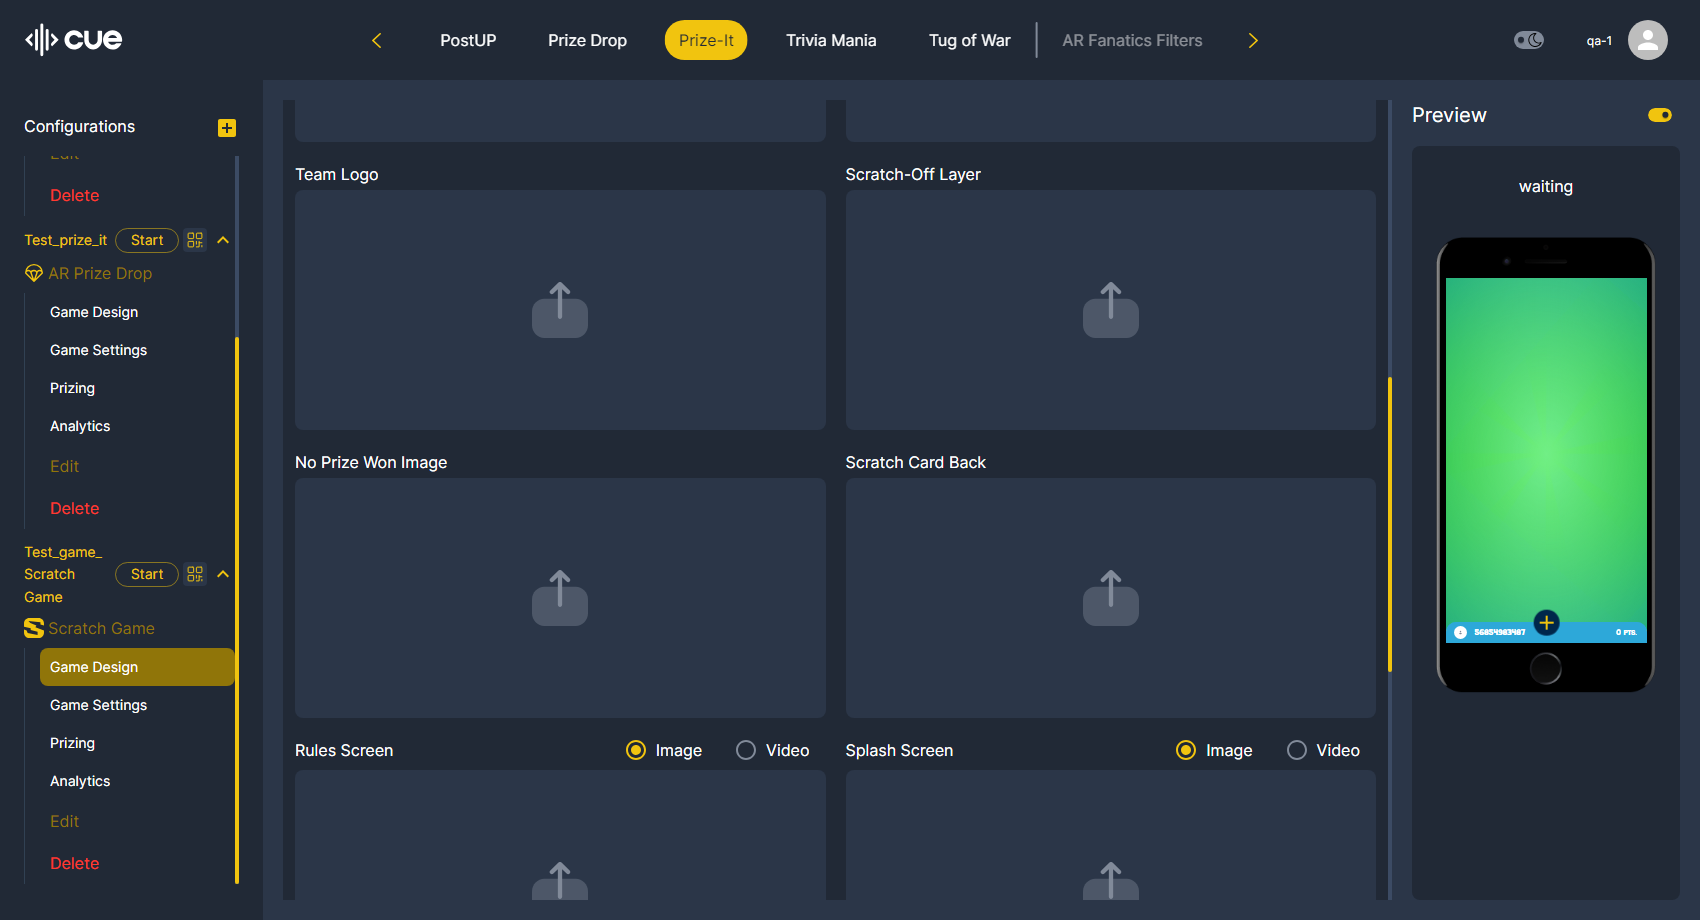 cue
PostUP
Prize Drop
Prize-It
Trivia Mania
Tug of War
AR Fanatics Filters
qa-1
Configurations
Edit
Delete
Test_prize_it
Start
AR Prize Drop
Game Design
Game Settings
Prizing
Analytics
Edit
Delete
Test_game_
Scratch
Game
Start
Scratch Game
Game Design
Game Settings
Prizing
Analytics
Edit
Delete
Team Logo
Scratch-Off Layer
No Prize Won Image
Scratch Card Back
Rules Screen
Image
Video
Splash Screen
Image
Video
Preview
waiting
0 PTS.